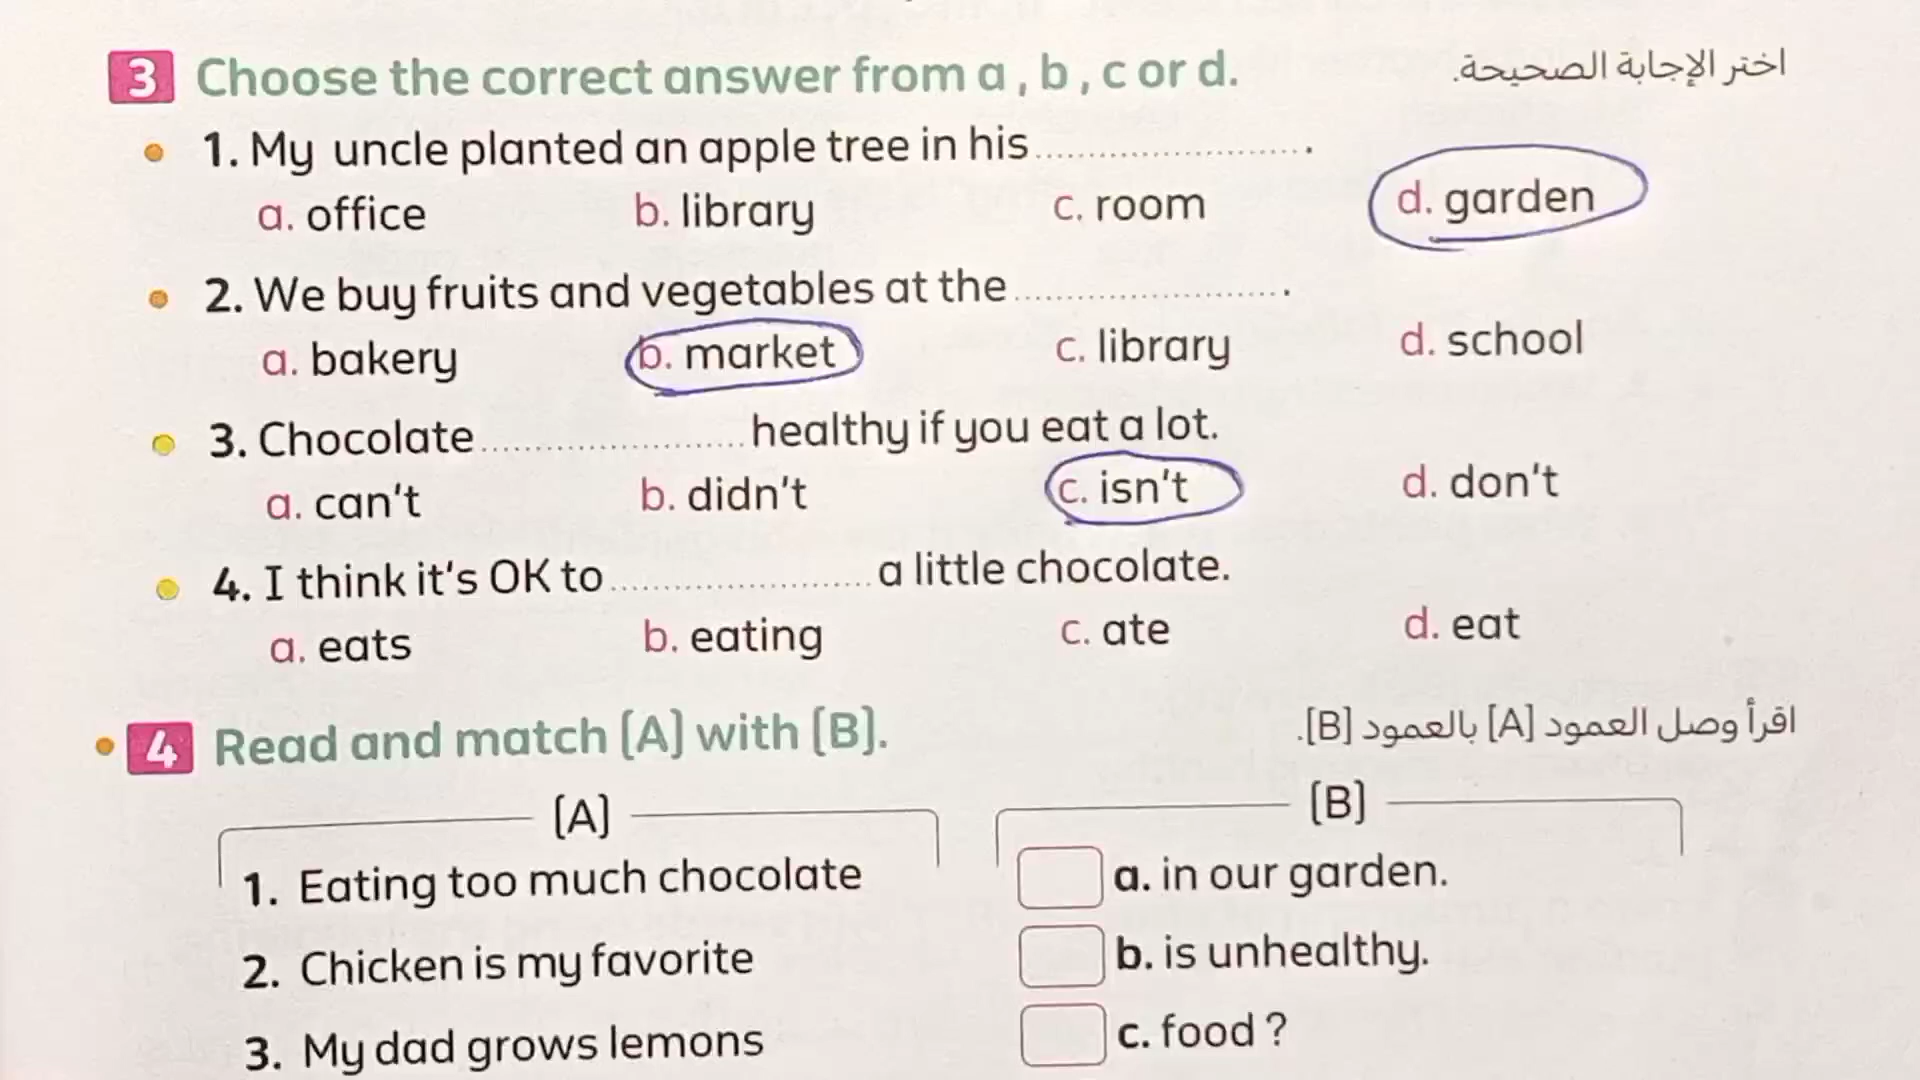 3 Choose the correct answer from a , b , c or d. اختر الإجابة الصحيحة.
1. My uncle planted an apple tree in his .......................... .
a. office b. library c. room d. garden
2. We buy fruits and vegetables at the .......................... .
a. bakery b. market c. library d. school
3. Chocolate .......................... healthy if you eat a lot.
a. can't b. didn't c. isn't d. don't
4. I think it's OK to .......................... a little chocolate.
a. eats b. eating c. ate d. eat
4 Read and match (A) with (B). اقرأ وصل العمود [A] بالعمود [B].
(A) (B)
1. Eating too much chocolate a. in our garden.
2. Chicken is my favorite b. is unhealthy.
3. My dad grows lemons c. food ?